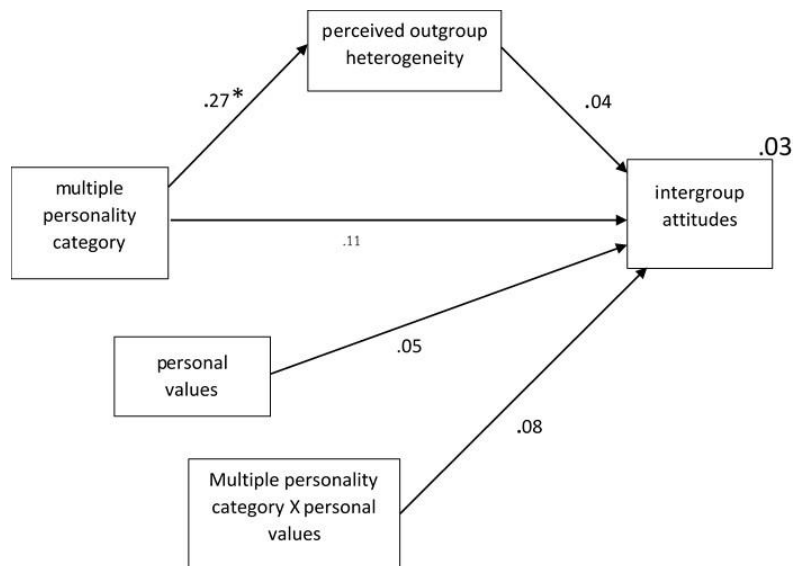 perceived outgroup
heterogeneity
.27*
.04
.03
multiple
personality
category
intergroup
attitudes
.11
personal
values
.05
.08
Multiple personality
category X personal
values